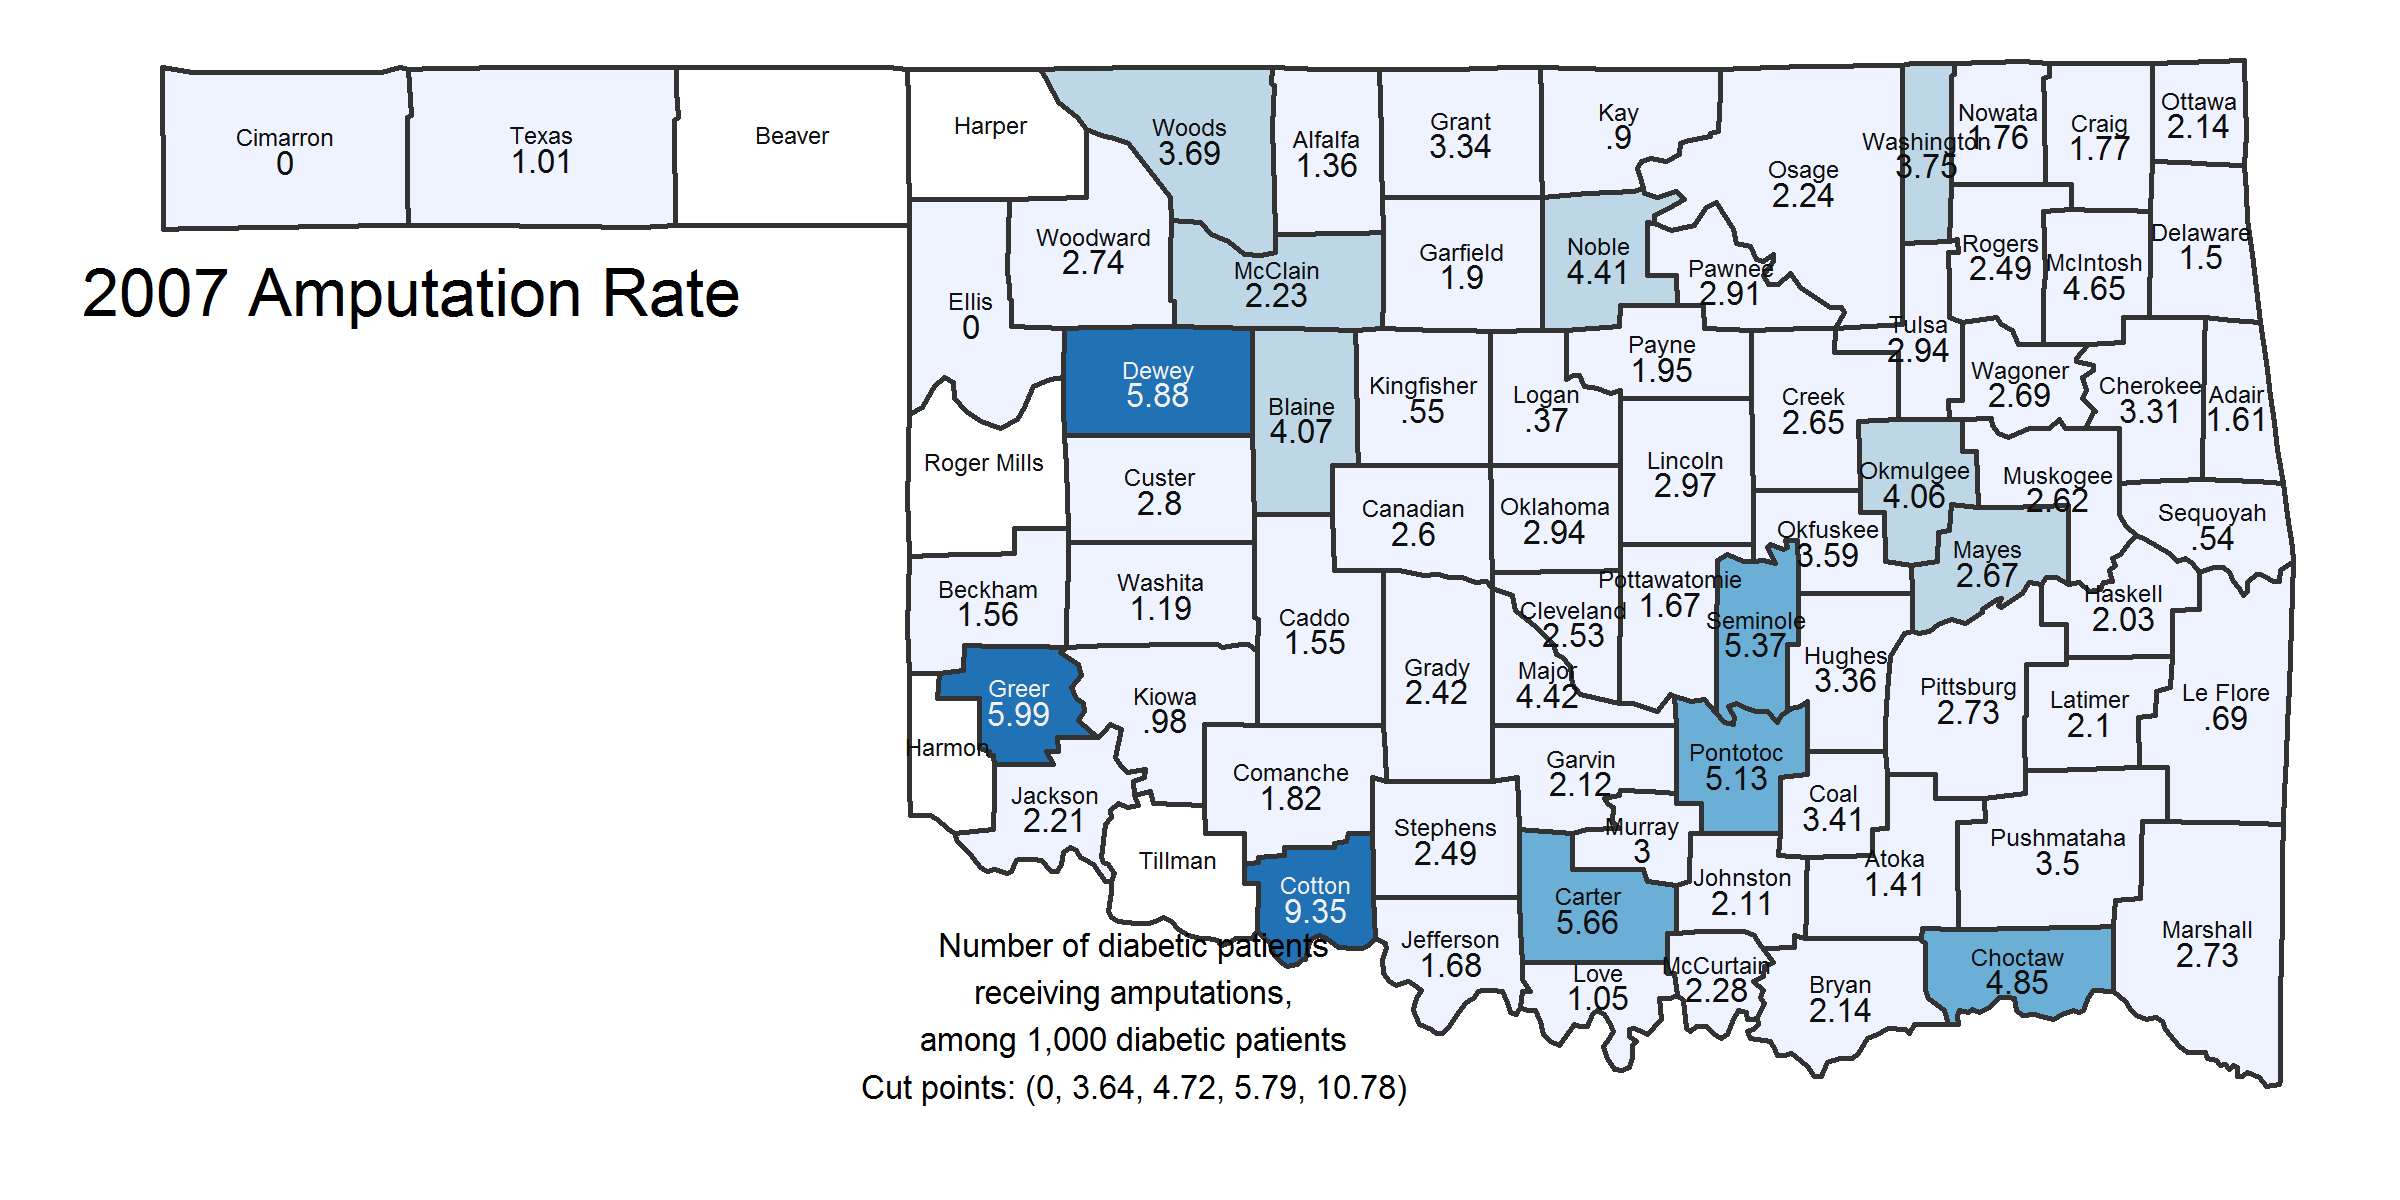 2007 Amputation Rate
Cimarron
0
Texas
1.01
Beaver
Harper
Woods
3.69
Alfalfa
1.36
Grant
3.34
Kay
.9
Osage
2.24
Washington
3.75
Nowata
1.76
Craig
1.77
Ottawa
2.14
Ellis
0
Woodward
2.74
McClain
2.23
Garfield
1.9
Noble
4.41
Pawnee
2.91
Rogers
2.49
McIntosh
4.65
Delaware
1.5
Dewey
5.88
Blaine
4.07
Kingfisher
.55
Logan
.37
Payne
1.95
Creek
2.65
Tulsa
2.94
Wagoner
2.69
Cherokee
3.31
Adair
1.61
Roger Mills
Custer
2.8
Canadian
2.6
Oklahoma
2.94
Lincoln
2.97
Okfuskee
3.59
Okmulgee
4.06
Muskogee
2.62
Sequoyah
.54
Beckham
1.56
Washita
1.19
Caddo
1.55
Grady
2.42
Cleveland
2.53
Major
4.42
Pottawatomie
1.67
Seminole
5.37
Hughes
3.36
Mayes
2.67
Haskell
2.03
Pittsburg
2.73
Latimer
2.1
Le Flore
.69
Greer
5.99
Kiowa
.98
Harmon
Jackson
2.21
Tillman
Comanche
1.82
Cotton
9.35
Stephens
2.49
Garvin
2.12
Murray
3
Pontotoc
5.13
Coal
3.41
Atoka
1.41
Pushmataha
3.5
Jefferson
1.68
Carter
5.66
Johnston
2.11
Love
1.05
McCurtain
2.28
Bryan
2.14
Choctaw
4.85
Marshall
2.73
Number of diabetic patients
receiving amputations,
among 1,000 diabetic patients
Cut points: (0, 3.64, 4.72, 5.79, 10.78)